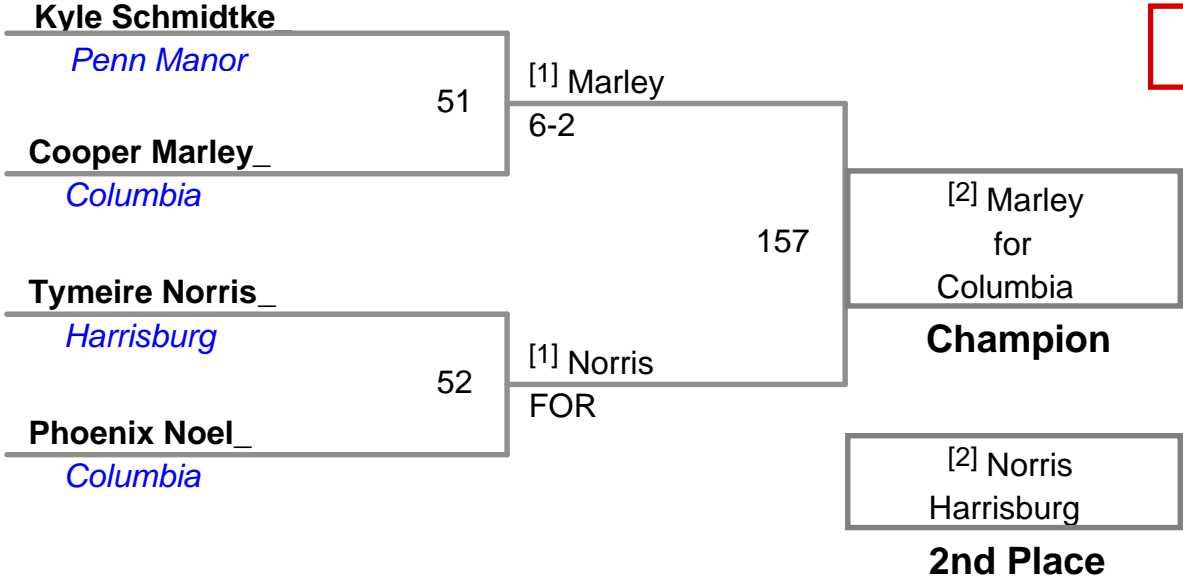 Kyle Schmidtke_
Penn Manor
51
[1] Marley
6-2
Cooper Marley_
Columbia
157
[2] Marley
for
Columbia
Champion
Tymeire Norris_
Harrisburg
52
[1] Norris
FOR
Phoenix Noel_
Columbia
[2] Norris
Harrisburg
2nd Place